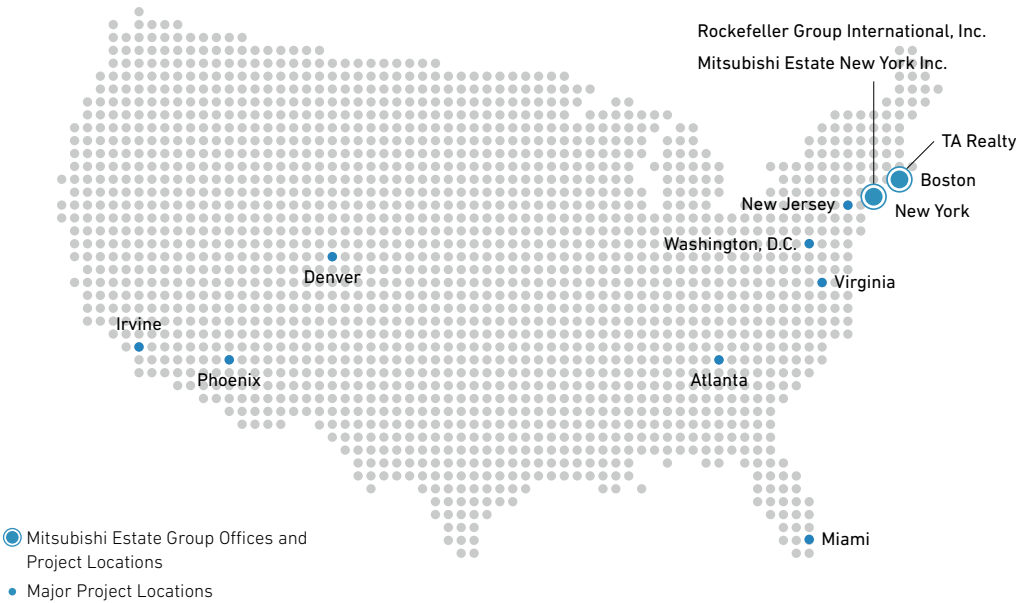 Rockefeller Group International, Inc.
Mitsubishi Estate New York Inc.
TA Realty
Boston
New York
New Jersey
Washington, D.C.
Denver
Virginia
Irvine
Phoenix
Atlanta
Miami
Mitsubishi Estate Group Offices and
Project Locations
Major Project Locations